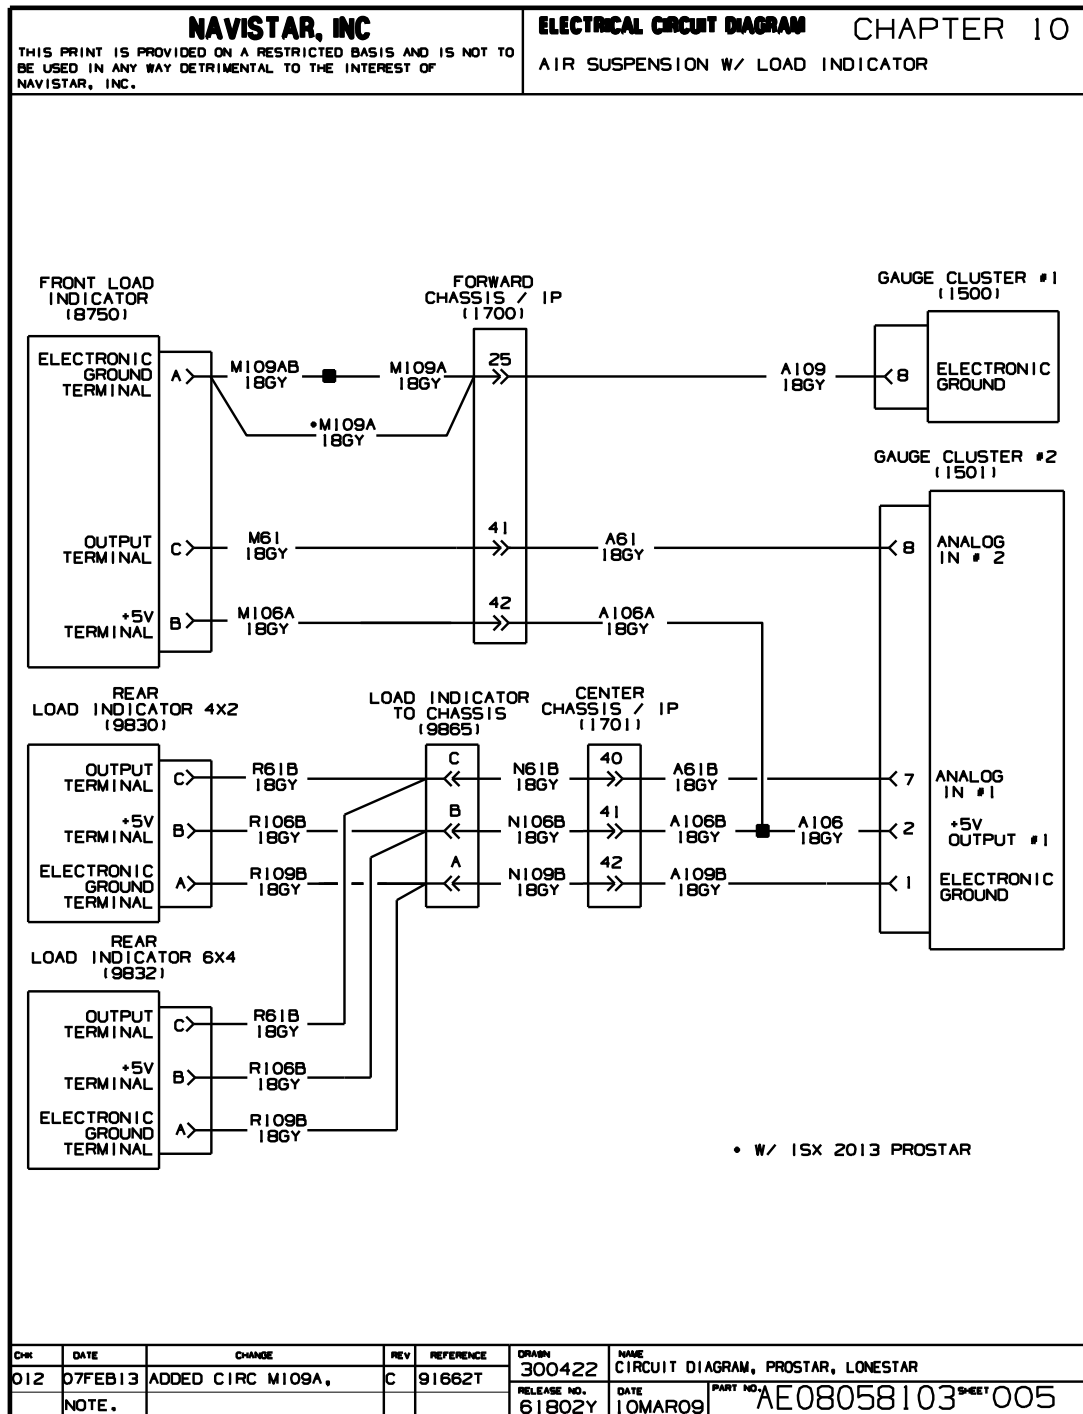 NAVISTAR, INC
THIS PRINT IS PROVIDED ON A RESTRICTED BASIS AND IS NOT TO
BE USED IN ANY WAY DETRIMENTAL TO THE INTEREST OF
NAVISTAR, INC.
ELECTRICAL CIRCUIT DIAGRAM
CHAPTER 10
AIR SUSPENSION W/ LOAD INDICATOR
FRONT LOAD
INDICATOR
(8750)
ELECTRONIC
GROUND
TERMINAL
A
M109AB
18GY
M109A
18GY
*M109A
18GY
OUTPUT
TERMINAL
C
M61
18GY
+5V
TERMINAL
B
M106A
18GY
FORWARD
CHASSIS / IP
(1700)
25
41
42
A109
18GY
A61
18GY
A106A
18GY
GAUGE CLUSTER #1
(1500)
8
ELECTRONIC
GROUND
GAUGE CLUSTER #2
(1501)
8
ANALOG
IN # 2
7
ANALOG
IN #1
2
+5V
OUTPUT #1
1
ELECTRONIC
GROUND
REAR
LOAD INDICATOR 4X2
(9830)
OUTPUT
TERMINAL
C
R61B
18GY
+5V
TERMINAL
B
R106B
18GY
ELECTRONIC
GROUND
TERMINAL
A
R109B
18GY
LOAD INDICATOR
TO CHASSIS
(9865)
C
B
A
N61B
18GY
N106B
18GY
N109B
18GY
CENTER
CHASSIS / IP
(1701)
40
41
42
A61B
18GY
A106B
18GY
A106
18GY
A109B
18GY
REAR
LOAD INDICATOR 6X4
(9832)
OUTPUT
TERMINAL
C
R61B
18GY
+5V
TERMINAL
B
R106B
18GY
ELECTRONIC
GROUND
TERMINAL
A
R109B
18GY
* W/ ISX 2013 PROSTAR
CHK DATE CHANGE REV REFERENCE
012 07FEB13 ADDED CIRC M109A, C 91662T
NOTE.
DRAWN
300422
NAME
CIRCUIT DIAGRAM, PROSTAR, LONESTAR
RELEASE NO.
61802Y
DATE
10MAR09
PART NO. AE08058103 SHEET 005